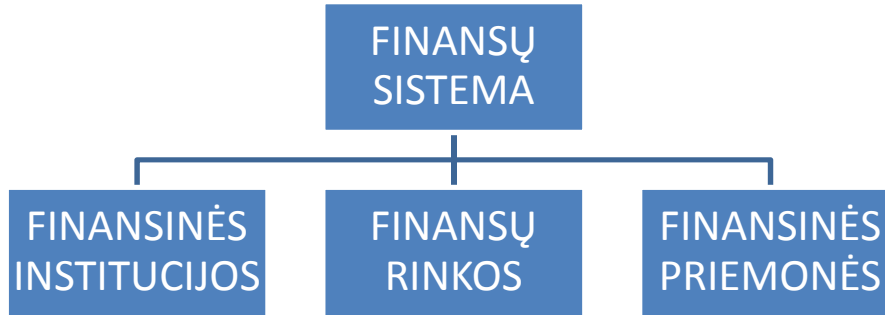 FINANSŲ
SISTEMA
FINANSINĖS
INSTITUCIJOS
FINANSŲ
RINKOS
FINANSINĖS
PRIEMONĖS